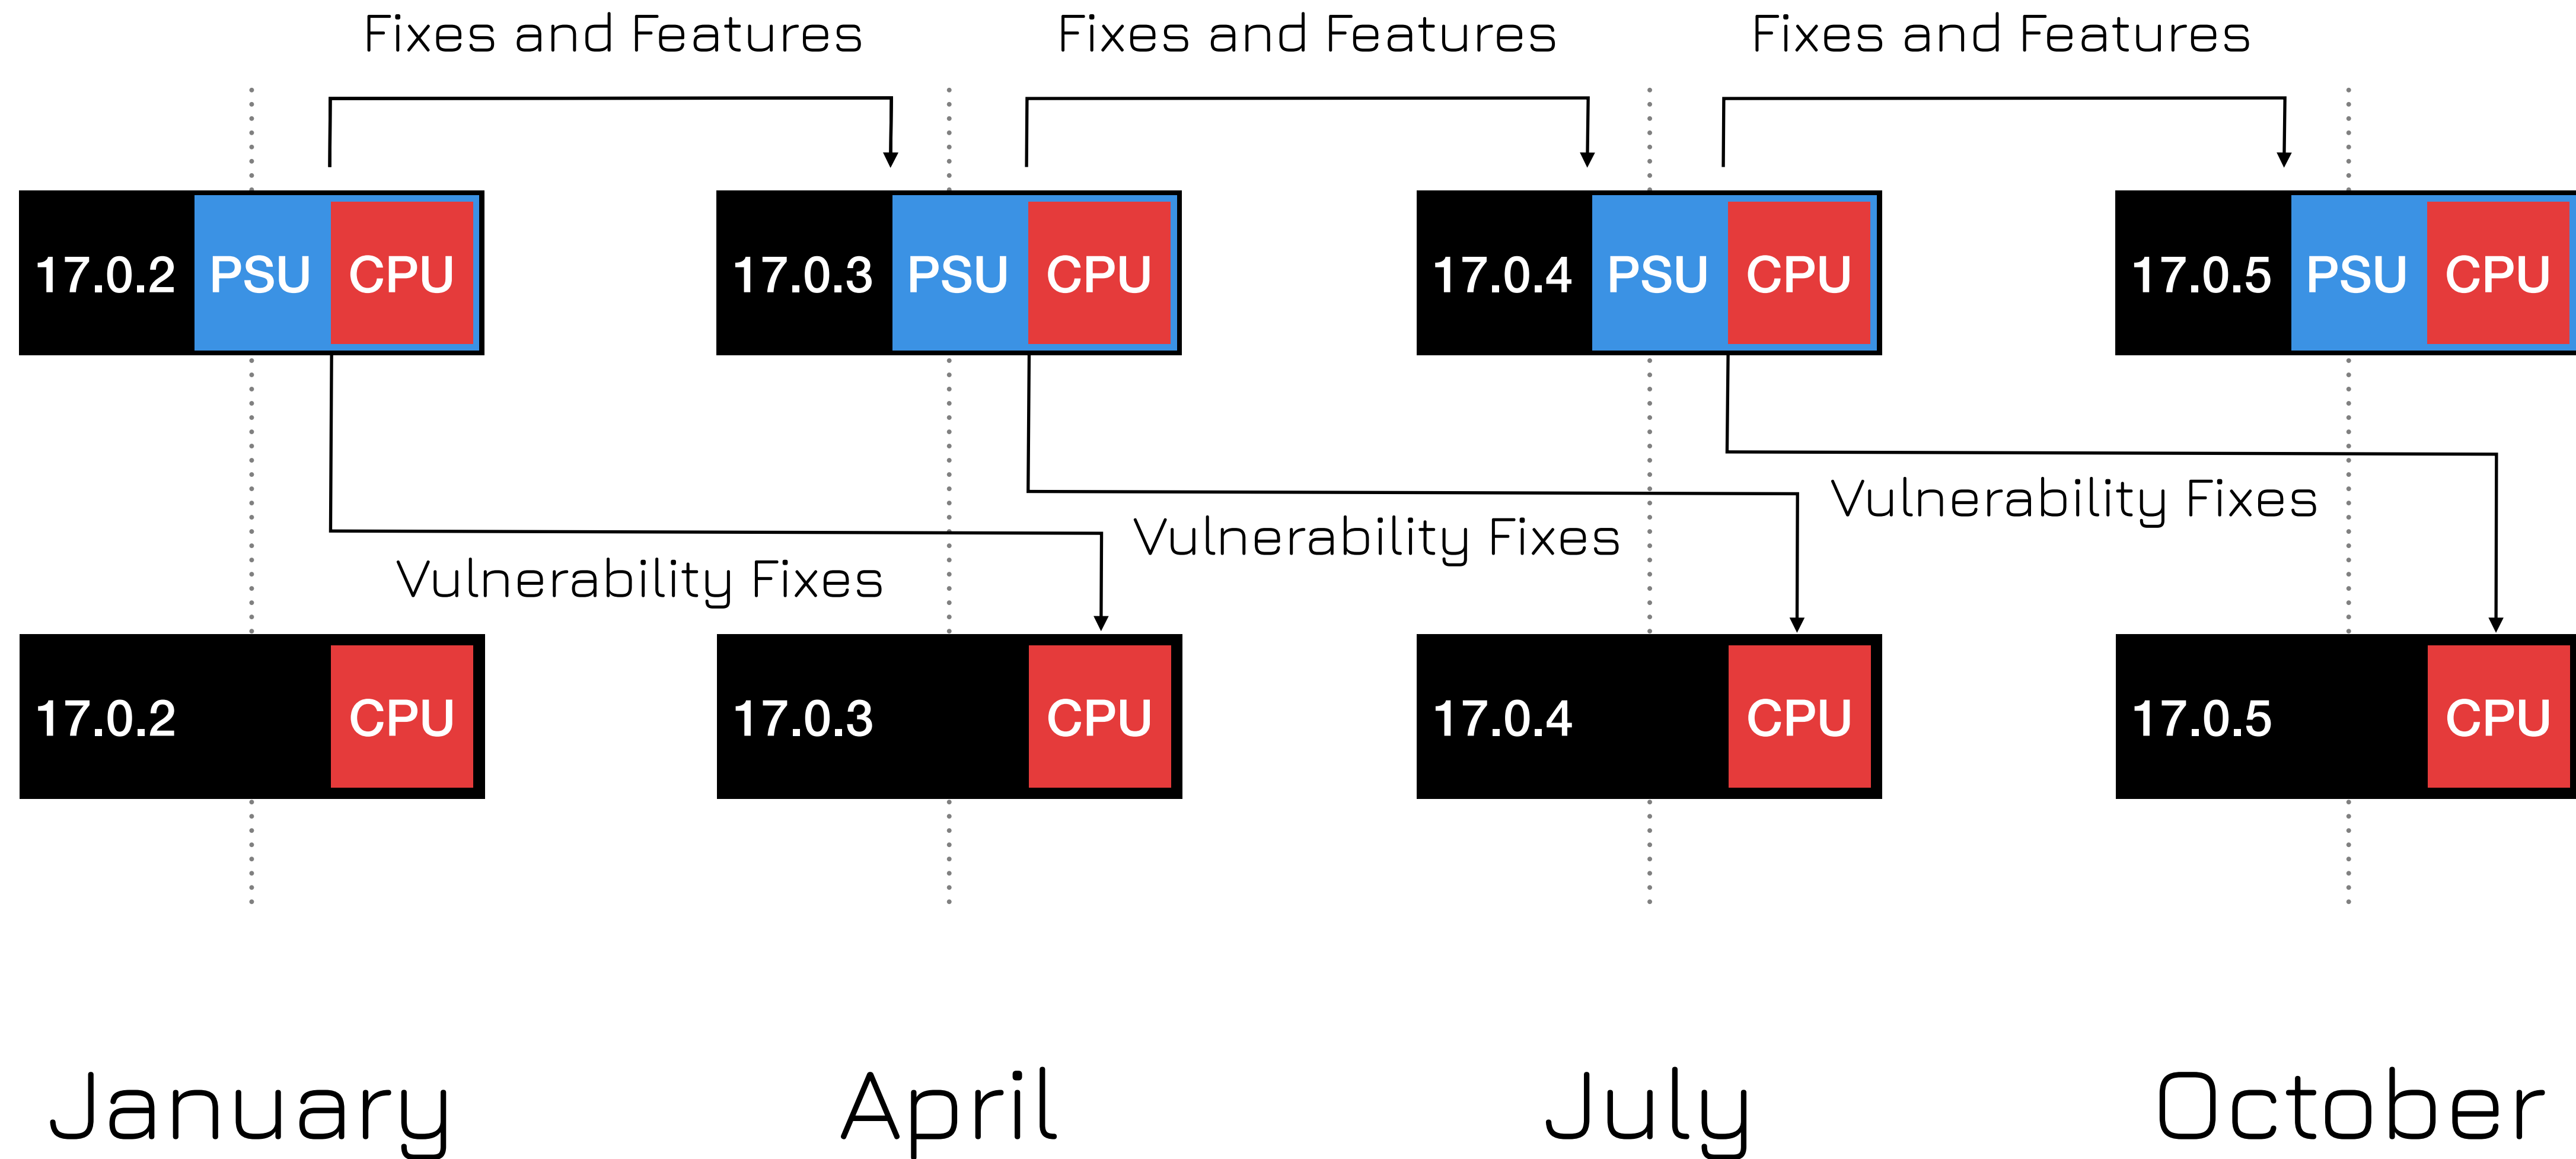 Fixes and Features
Fixes and Features
Fixes and Features
17.0.2 PSU CPU
17.0.3 PSU CPU
17.0.4 PSU CPU
17.0.5 PSU CPU
Vulnerability Fixes
Vulnerability Fixes
Vulnerability Fixes
17.0.2 CPU
17.0.3 CPU
17.0.4 CPU
17.0.5 CPU
January
April
July
October